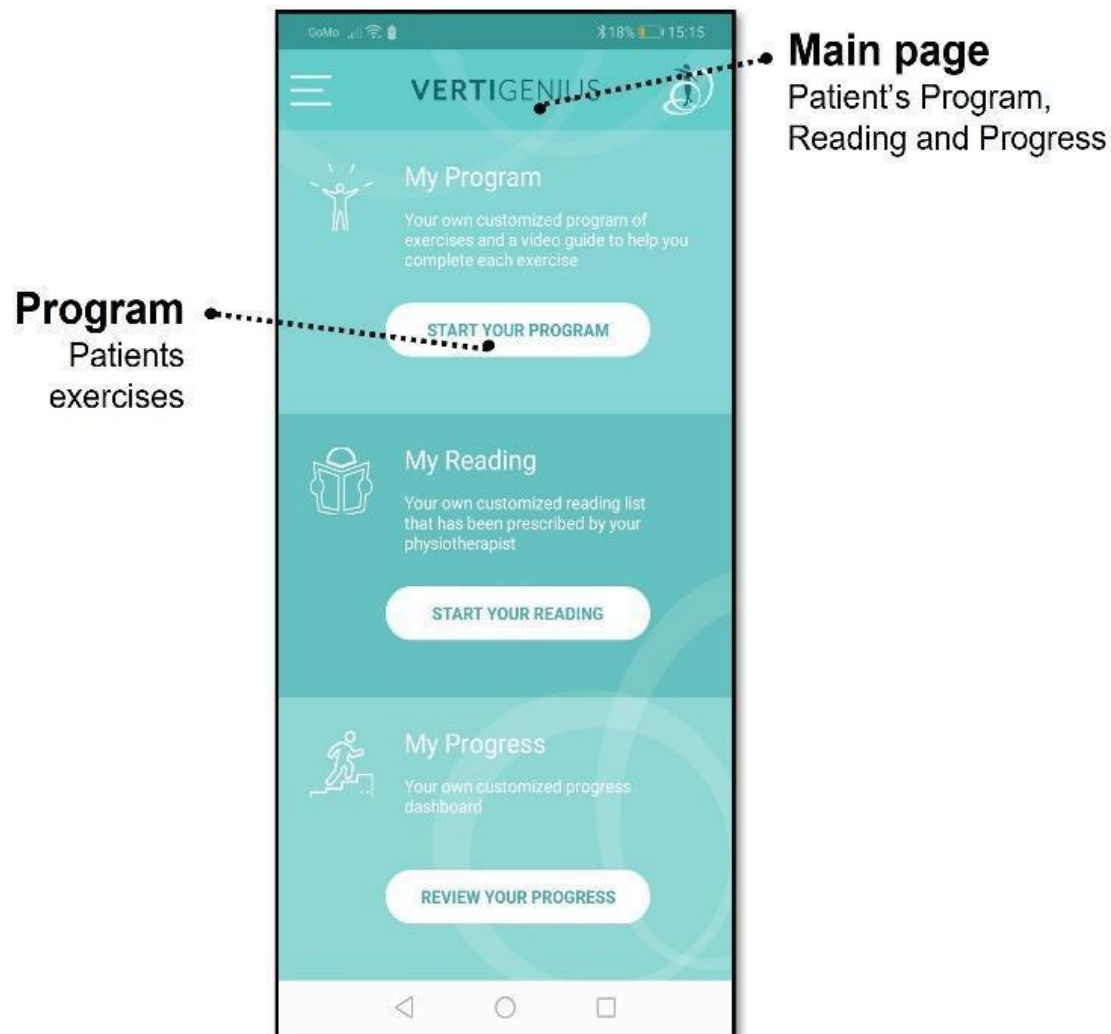 GoMo 18% 15:15
VERTIGENIUS
Main page
Patient's Program,
Reading and Progress
My Program
Your own customized program of
exercises and a video guide to help you
complete each exercise
START YOUR PROGRAM
Program
Patients
exercises
My Reading
Your own customized reading list
that has been prescribed by your
physiotherapist
START YOUR READING
My Progress
Your own customized progress
dashboard
REVIEW YOUR PROGRESS